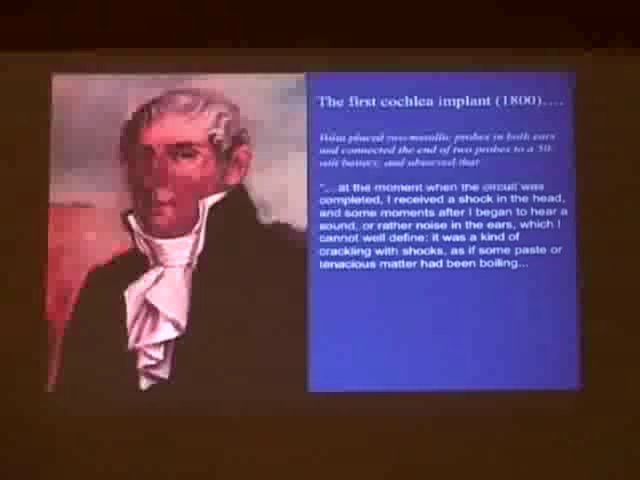 The first cochlea implant (1800)....
Volta placed two metallic probes in both ears
and connected the end of two probes to a 50-
volt battery, and observed that
"... at the moment when the circuit was
completed, I received a shock in the head,
and some moments after I began to hear a
sound, or rather noise in the ears, which I
cannot well define: it was a kind of
crackling with shocks, as if some paste or
tenacious matter had been boiling...